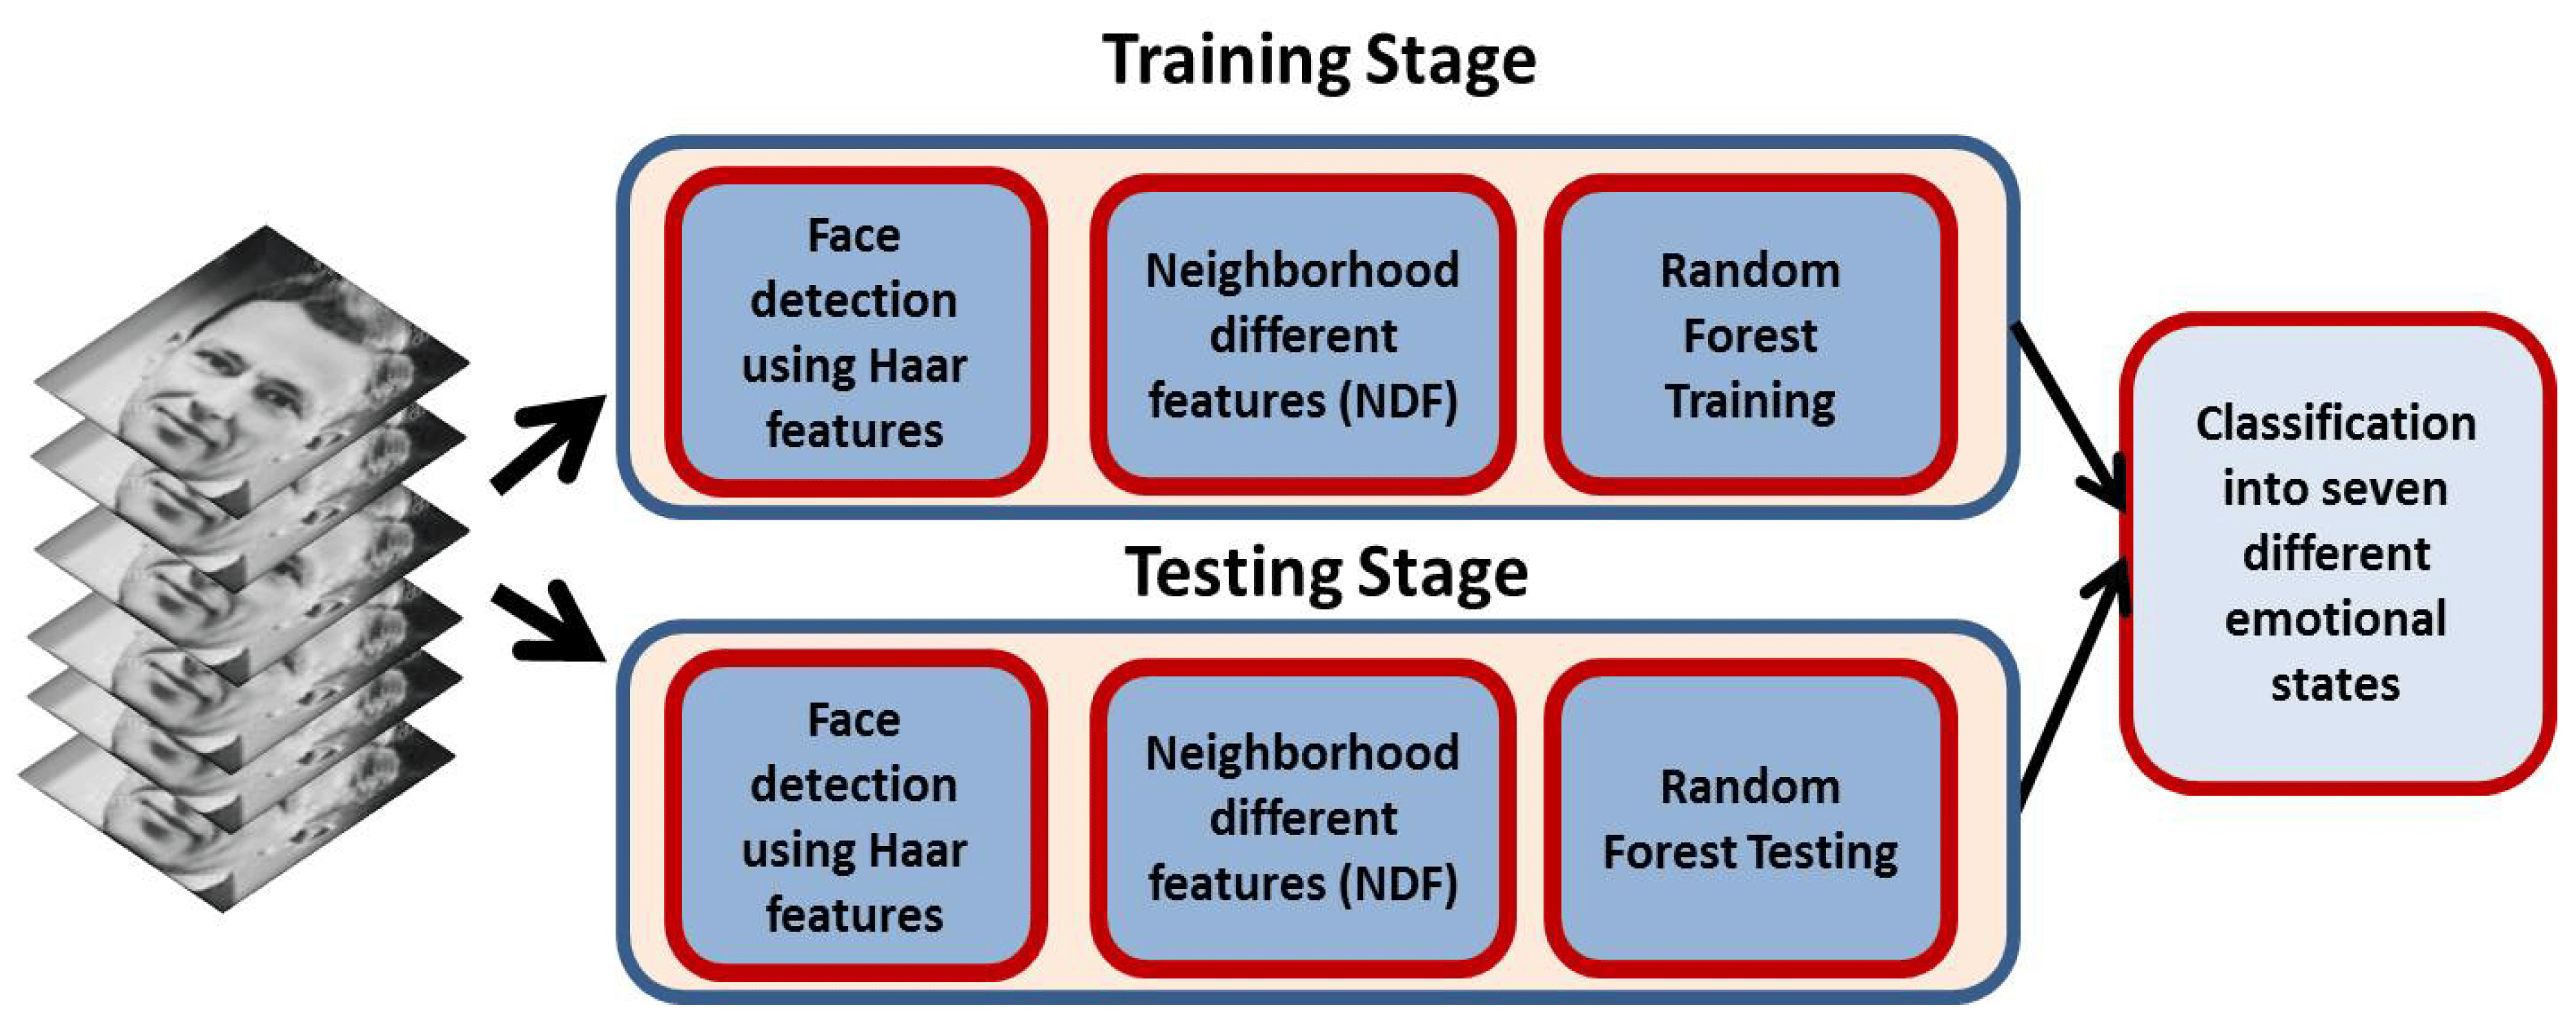 Training Stage
Face
detection
using Haar
features
Neighborhood
different
features (NDF)
Random
Forest
Training
Testing Stage
Face
detection
using Haar
features
Neighborhood
different
features (NDF)
Random
Forest Testing
Classification
into seven
different
emotional
states